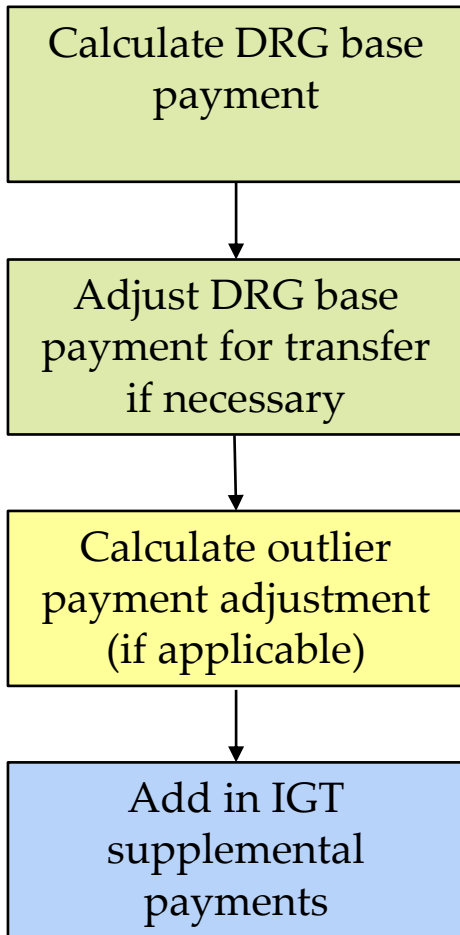 Calculate DRG base
payment
Adjust DRG base
payment for transfer
if necessary
Calculate outlier
payment adjustment
(if applicable)
Add in IGT
supplemental
payments